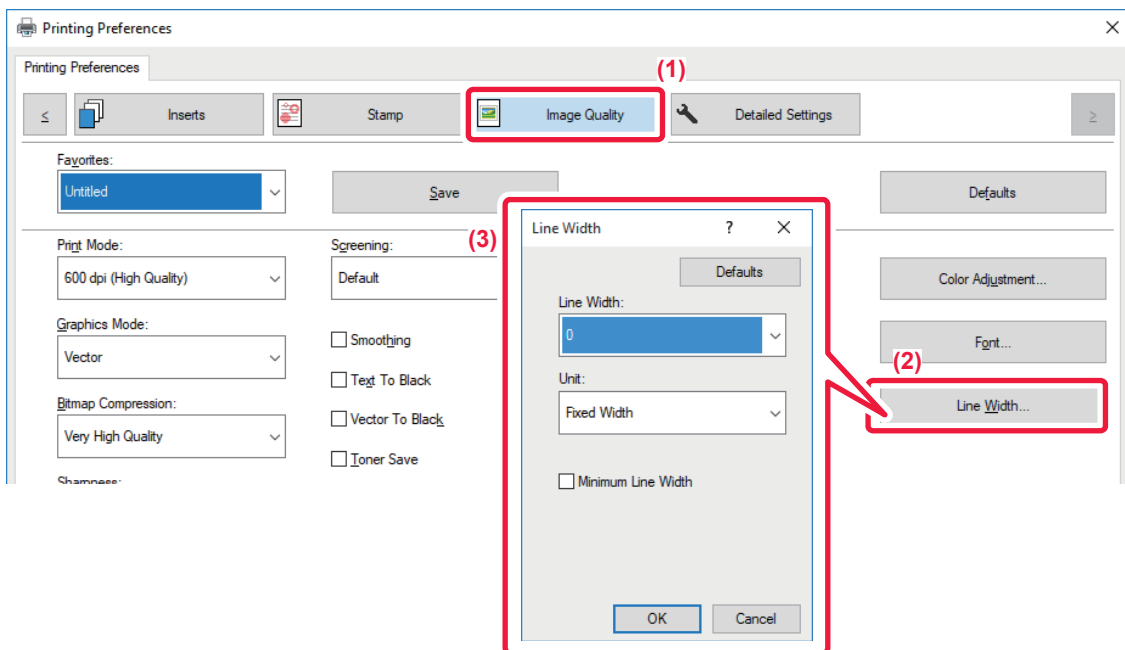 Printing Preferences
Printing Preferences
(1)
≤ Inserts Stamp Image Quality Detailed Settings ≥
Favorites:
Untitled Save Defaults
(3)
Line Width ? ×
Defaults
Line Width:
0
Unit:
Fixed Width
Minimum Line Width
OK Cancel
Print Mode: Screening:
600 dpi (High Quality) Default Color Adjustment...
Graphics Mode:
Vector Smoothing Font...
Text To Black
(2)
Bitmap Compression: Line Width...
Very High Quality Vector To Black
Toner Save
Sharpness: